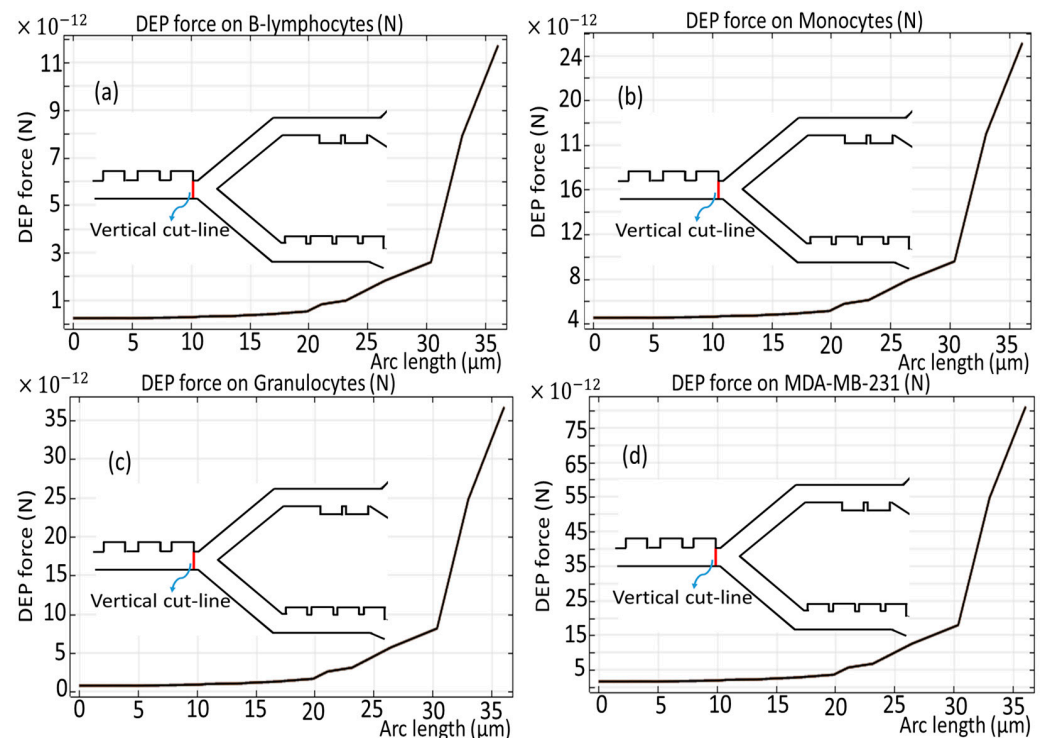 × 10⁻¹² DEP force on B-lymphocytes (N)
DEP force (N)
11
9
7
5
3
1
(a)
Vertical cut-line
0 5 10 15 20 25 30 35
Arc length (μm)
× 10⁻¹² DEP force on Monocytes (N)
DEP force (N)
24
20
11
16
12
8
4
(b)
Vertical cut-line
0 5 10 15 20 25 30 35
Arc length (μm)
× 10⁻¹² DEP force on Granulocytes (N)
DEP force (N)
35
30
25
20
15
10
5
0
(c)
Vertical cut-line
0 5 10 15 20 25 30 35
Arc length (μm)
× 10⁻¹² DEP force on MDA-MB-231 (N)
DEP force (N)
75
65
55
45
35
25
15
5
(d)
Vertical cut-line
0 5 10 15 20 25 30 35
Arc length (μm)